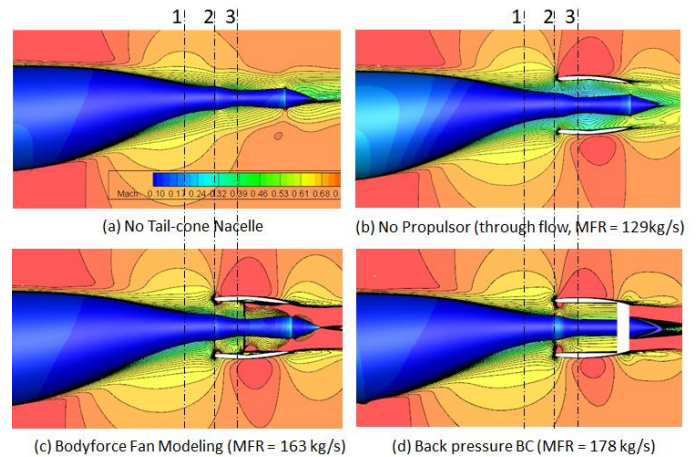 1 2 3
1 2 3
Mach: 0.10 0.17 0.24 0.32 0.39 0.46 0.53 0.61 0.68
(a) No Tail-cone Nacelle
(b) No Propulsor (through flow, MFR = 129kg/s)
(c) Bodyforce Fan Modeling (MFR = 163 kg/s)
(d) Back pressure BC (MFR = 178 kg/s)